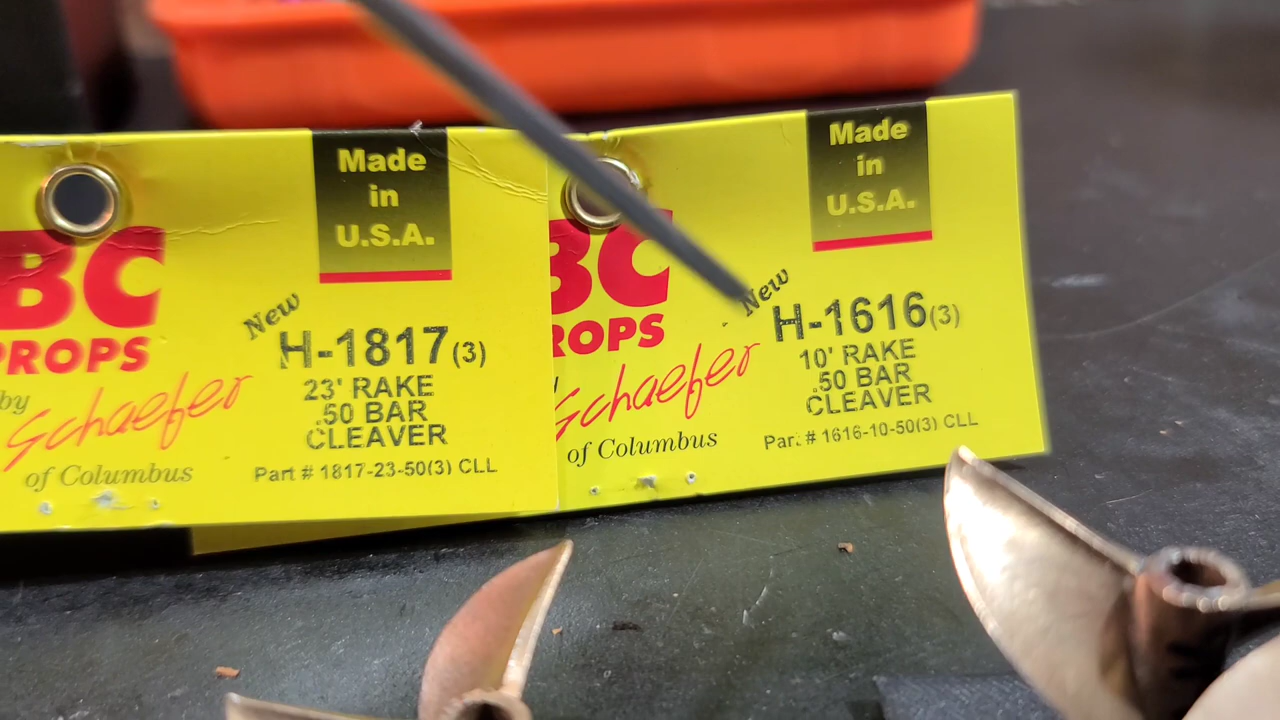 Made
in
U.S.A.
BC
PROPS
by Schaefer
of Columbus
New
H-1817(3)
23' RAKE
.50 BAR
CLEAVER
Part # 1817-23-50(3) CLL
Made
in
U.S.A.
BC
ROPS
Schaefer
of Columbus
New
H-1616(3)
10' RAKE
.50 BAR
CLEAVER
Part # 1616-10-50(3) CLL